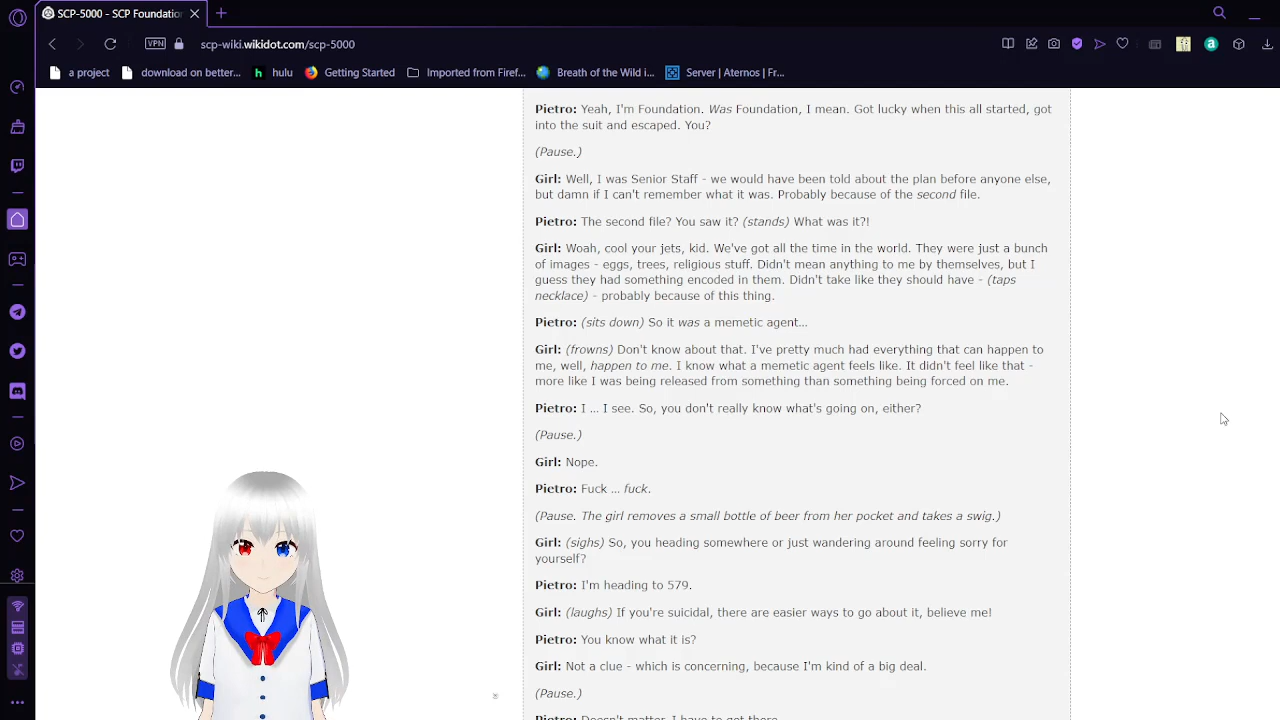 SCP-5000 - SCP Foundation
VPN
scp-wiki.wikidot.com/scp-5000
a project
download on better...
hulu
Getting Started
Imported from Firef...
Breath of the Wild i...
Server | Aternos | Fr...
Pietro: Yeah, I'm Foundation. Was Foundation, I mean. Got lucky when this all started, got
into the suit and escaped. You?
(Pause.)
Girl: Well, I was Senior Staff - we would have been told about the plan before anyone else,
but damn if I can't remember what it was. Probably because of the second file.
Pietro: The second file? You saw it? (stands) What was it?!
Girl: Woah, cool your jets, kid. We've got all the time in the world. They were just a bunch
of images - eggs, trees, religious stuff. Didn't mean anything to me by themselves, but I
guess they had something encoded in them. Didn't take like they should have - (taps
necklace) - probably because of this thing.
Pietro: (sits down) So it was a memetic agent…
Girl: (frowns) Don't know about that. I've pretty much had everything that can happen to
me, well, happen to me. I know what a memetic agent feels like. It didn't feel like that -
more like I was being released from something than something being forced on me.
Pietro: I … I see. So, you don't really know what's going on, either?
(Pause.)
Girl: Nope.
Pietro: Fuck … fuck.
(Pause. The girl removes a small bottle of beer from her pocket and takes a swig.)
Girl: (sighs) So, you heading somewhere or just wandering around feeling sorry for
yourself?
Pietro: I'm heading to 579.
Girl: (laughs) If you're suicidal, there are easier ways to go about it, believe me!
Pietro: You know what it is?
Girl: Not a clue - which is concerning, because I'm kind of a big deal.
(Pause.)
Pietro: Doesn't matter. I have to get there.